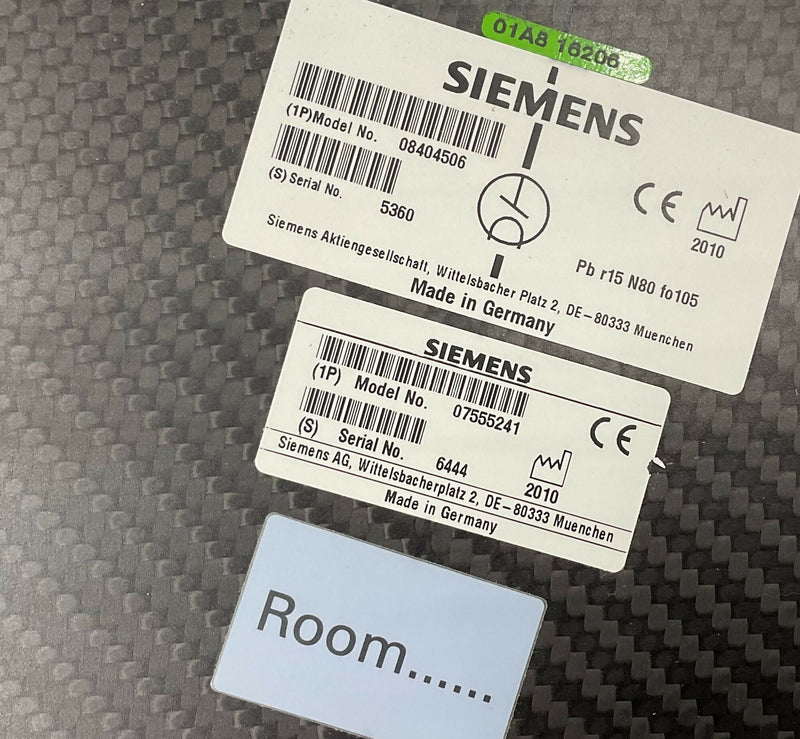 01A8 16206
SIEMENS
(1P)Model No. 08404506
(S) Serial No. 5360
2010
Pb r15 N80 fo105
Siemens Aktiengesellschaft, Wittelsbacher Platz 2, DE-80333 Muenchen
Made in Germany
SIEMENS
(1P) Model No. 07555241
(S) Serial No. 6444
2010
Siemens AG, Wittelsbacherplatz 2, DE-80333 Muenchen
Made in Germany
Room......